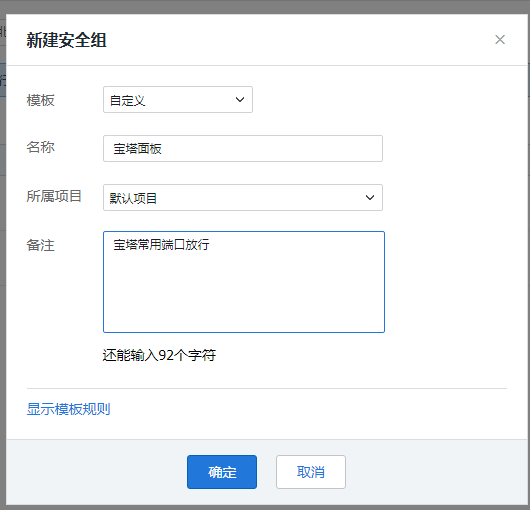 新建安全组
模板
自定义
名称
宝塔面板
所属项目
默认项目
备注
宝塔常用端口放行
还能输入92个字符
显示模板规则
确定
取消